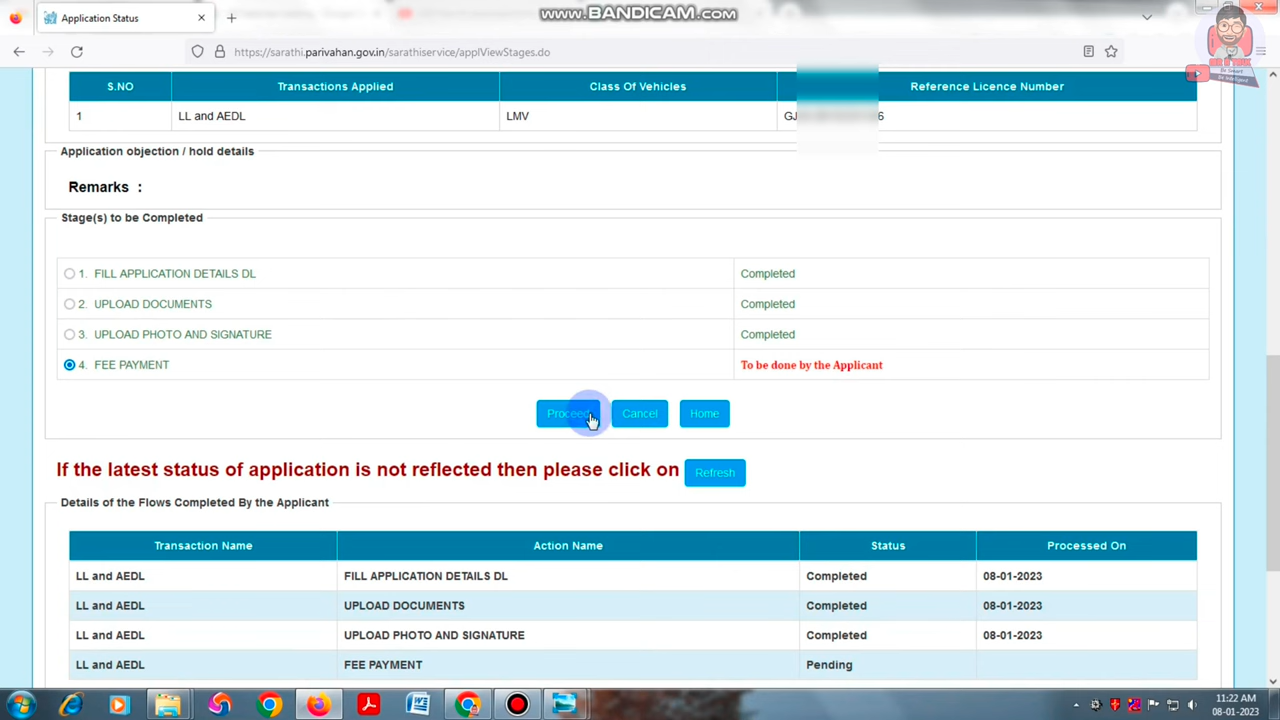 Application Status
WWW.BANDICAM.COM
https://sarathi.parivahan.gov.in/sarathiservice/applViewStages.do
S.NO Transactions Applied Class Of Vehicles Reference Licence Number
1 LL and AEDL LMV
Application objection / hold details
Remarks :
Stage(s) to be Completed
1. FILL APPLICATION DETAILS DL Completed
2. UPLOAD DOCUMENTS Completed
3. UPLOAD PHOTO AND SIGNATURE Completed
4. FEE PAYMENT To be done by the Applicant
Proceed Cancel Home
If the latest status of application is not reflected then please click on Refresh
Details of the Flows Completed By the Applicant
Transaction Name Action Name Status Processed On
LL and AEDL FILL APPLICATION DETAILS DL Completed 08-01-2023
LL and AEDL UPLOAD DOCUMENTS Completed 08-01-2023
LL and AEDL UPLOAD PHOTO AND SIGNATURE Completed 08-01-2023
LL and AEDL FEE PAYMENT Pending
11:22 AM
08-01-2023